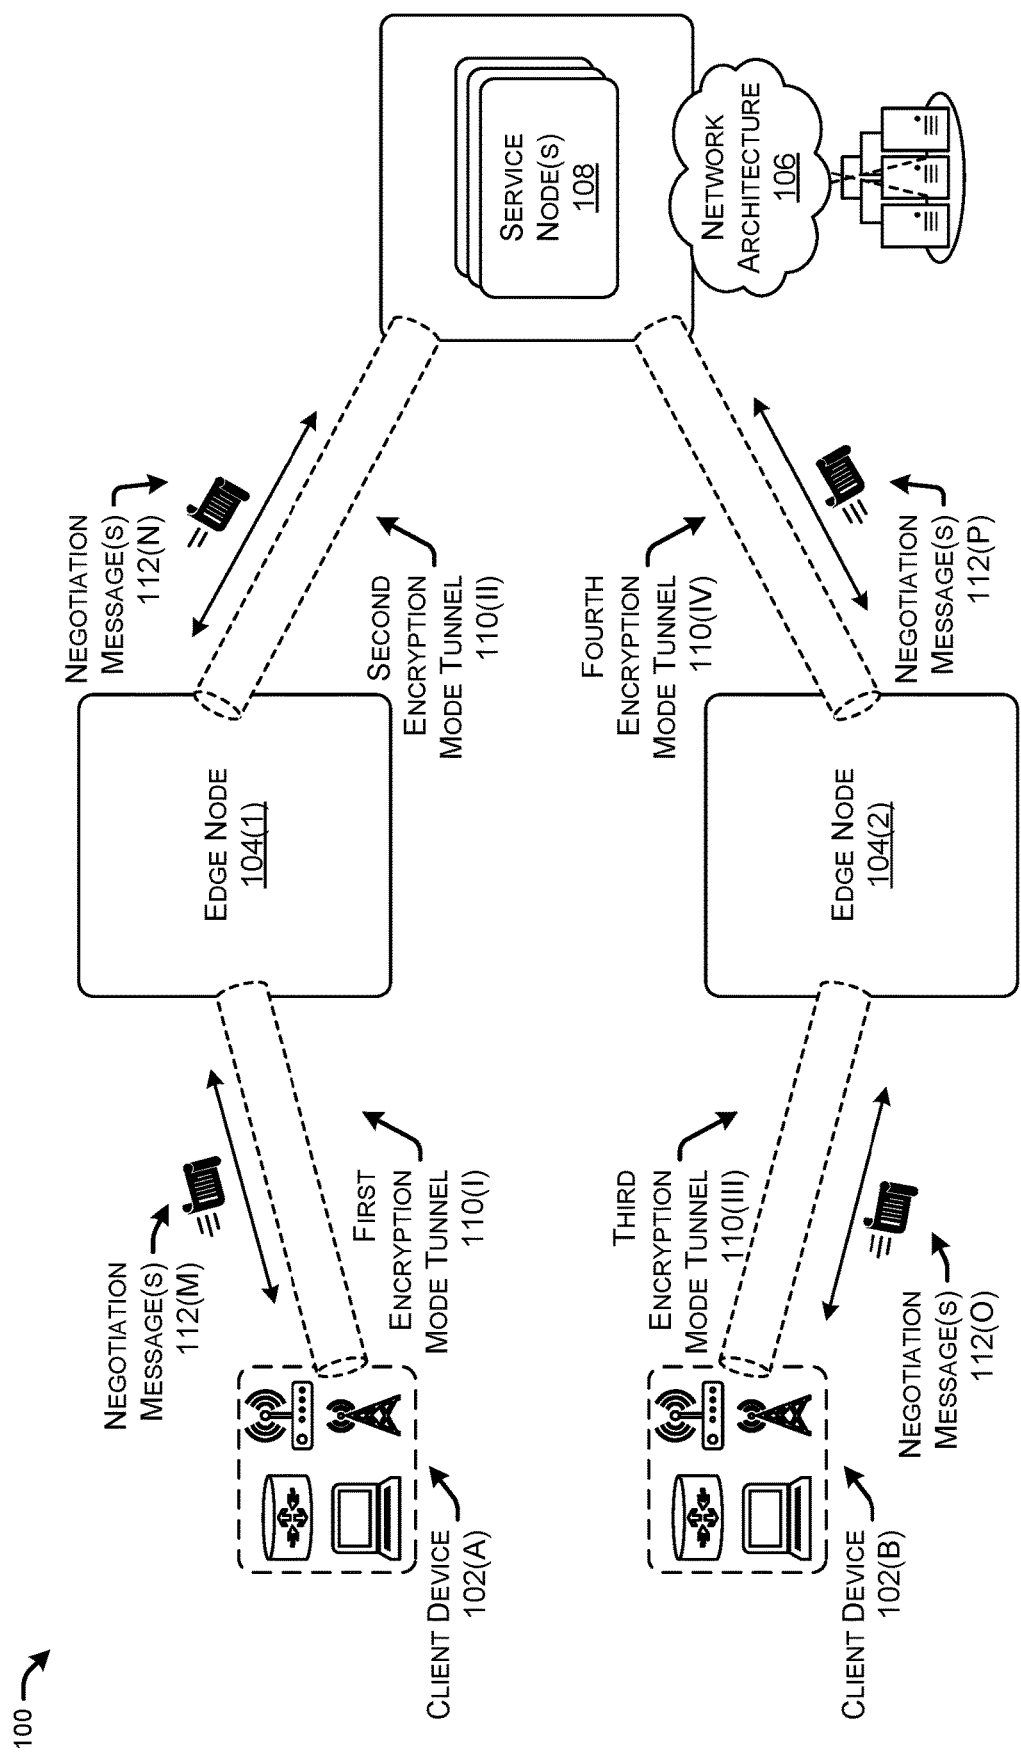 100
CLIENT DEVICE
102(A)
NEGOTIATION
MESSAGE(S)
112(M)
FIRST
ENCRYPTION
MODE TUNNEL
110(I)
EDGE NODE
104(1)
NEGOTIATION
MESSAGE(S)
112(N)
SECOND
ENCRYPTION
MODE TUNNEL
110(II)
SERVICE
NODE(S)
108
NETWORK
ARCHITECTURE
106
CLIENT DEVICE
102(B)
THIRD
ENCRYPTION
MODE TUNNEL
110(III)
NEGOTIATION
MESSAGE(S)
112(O)
EDGE NODE
104(2)
FOURTH
ENCRYPTION
MODE TUNNEL
110(IV)
NEGOTIATION
MESSAGE(S)
112(P)